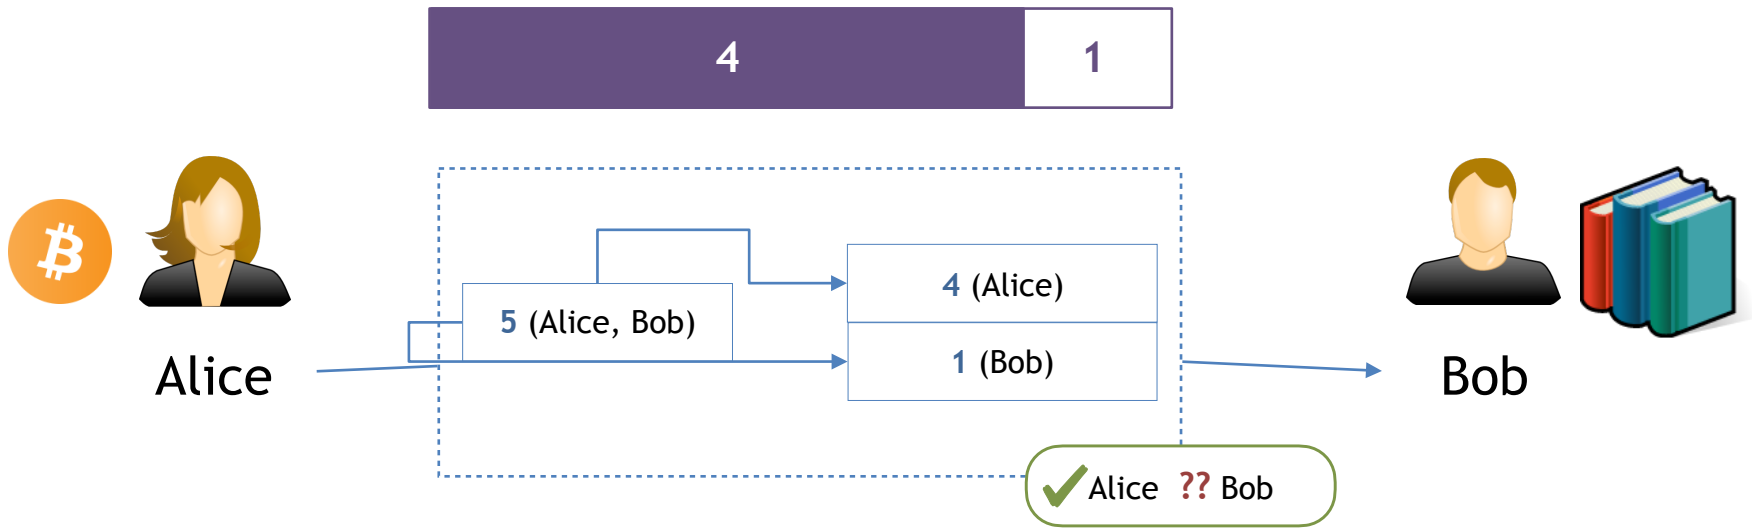 4 1
4 (Alice)
5 (Alice, Bob)
1 (Bob)
Alice
Bob
Alice ?? Bob